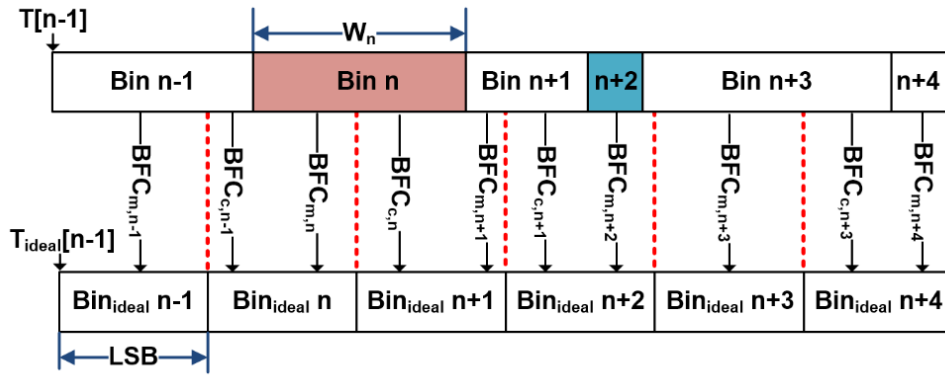 T[n-1]
Wn
Bin n-1 Bin n Bin n+1 n+2 Bin n+3 n+4
BFCm,n-1 BFCc,n-1 BFCm,n BFCc,n BFCm,n+1 BFCc,n+1 BFCm,n+2 BFCm,n+3 BFCc,n+3 BFCm,n+4
Tideal[n-1]
Binideal n-1 Binideal n Binideal n+1 Binideal n+2 Binideal n+3 Binideal n+4
LSB